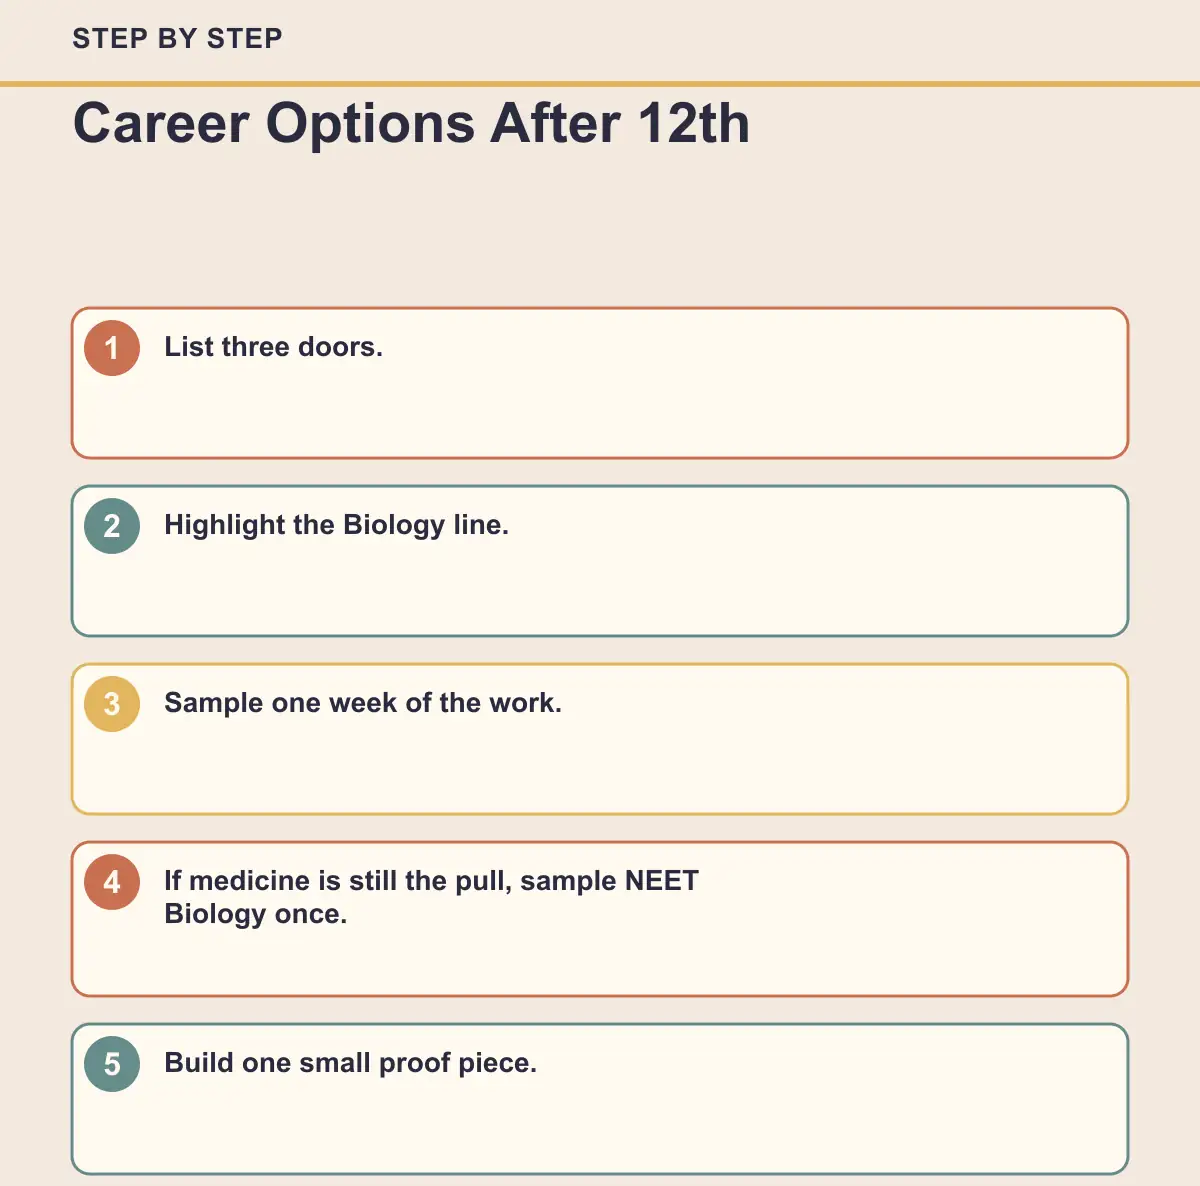 STEP BY STEP
Career Options After 12th
1
List three doors.
2
Highlight the Biology line.
3
Sample one week of the work.
4
If medicine is still the pull, sample NEET
Biology once.
5
Build one small proof piece.